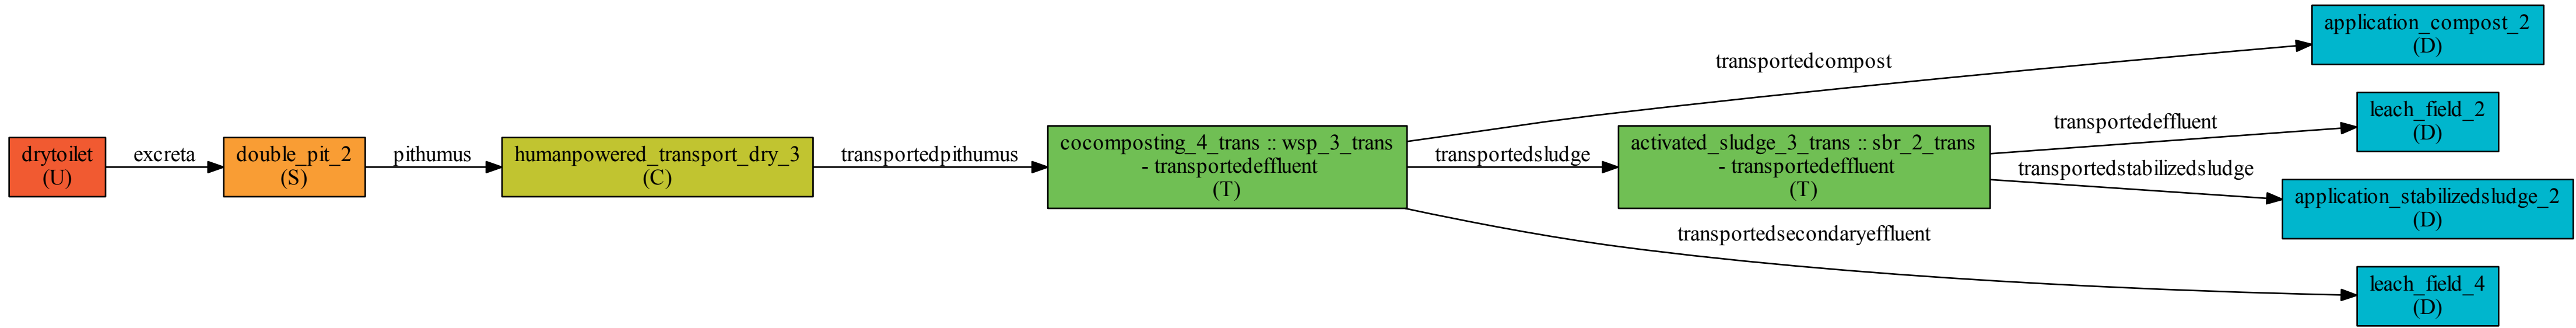 drytoilet
(U)
excreta
double_pit_2
(S)
pithumus
humanpowered_transport_dry_3
(C)
transportedpithumus
cocomposting_4_trans :: wsp_3_trans
- transportedeffluent
(T)
transportedcompost
transportedsludge
transportedsecondaryeffluent
activated_sludge_3_trans :: sbr_2_trans
- transportedeffluent
(T)
transportedeffluent
transportedstabilizedsludge
application_compost_2
(D)
leach_field_2
(D)
application_stabilizedsludge_2
(D)
leach_field_4
(D)